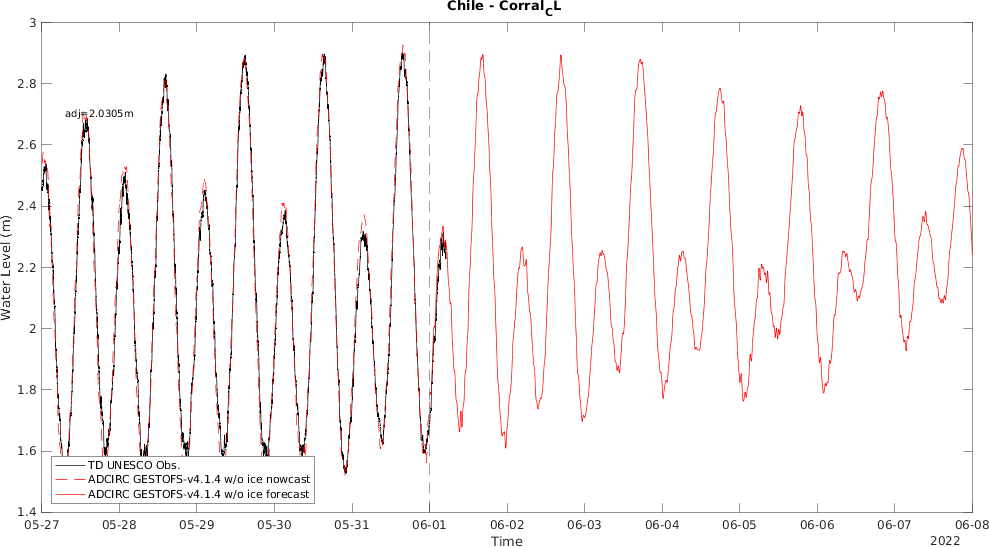 Chile - Corral_CL
3
2.8
2.6
2.4
2.2
2
1.8
1.6
1.4
Water Level (m)
adj=2.0305m
TD UNESCO Obs.
ADCIRC GESTOFS-v4.1.4 w/o ice nowcast
ADCIRC GESTOFS-v4.1.4 w/o ice forecast
05-27 05-28 05-29 05-30 05-31 06-01 06-02 06-03 06-04 06-05 06-06 06-07 06-08
Time
2022